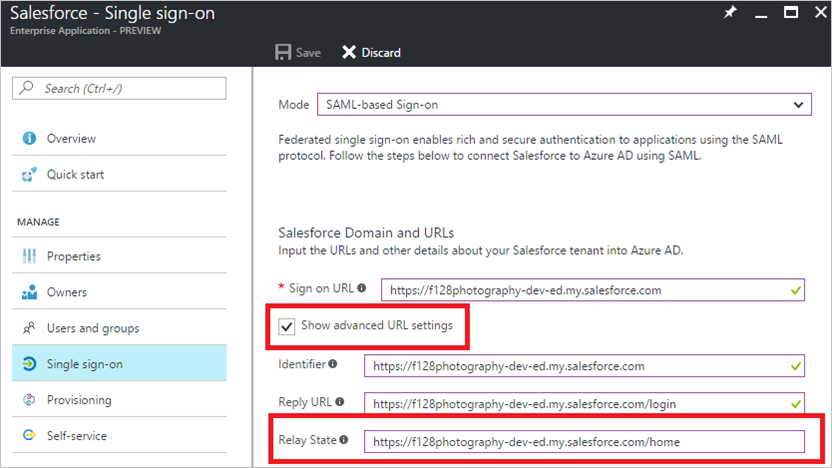 Salesforce - Single sign-on
Enterprise Application - PREVIEW
Save
Discard
Search (Ctrl+/)
Overview
Quick start
MANAGE
Properties
Owners
Users and groups
Single sign-on
Provisioning
Self-service
Mode
SAML-based Sign-on
Federated single sign-on enables rich and secure authentication to applications using the SAML
protocol. Follow the steps below to connect Salesforce to Azure AD using SAML.
Salesforce Domain and URLs
Input the URLs and other details about your Salesforce tenant into Azure AD.
* Sign on URL
https://f128photography-dev-ed.my.salesforce.com
Show advanced URL settings
Identifier
https://f128photography-dev-ed.my.salesforce.com
Reply URL
https://f128photography-dev-ed.my.salesforce.com/login
Relay State
https://f128photography-dev-ed.my.salesforce.com/home